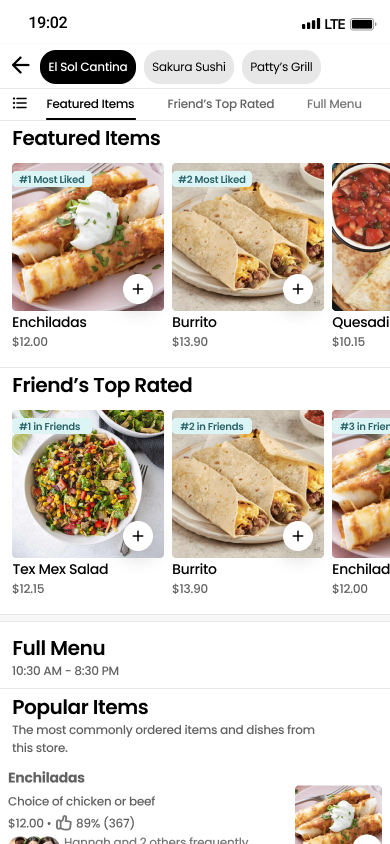 19:02
LTE
El Sol Cantina
Sakura Sushi
Patty's Grill
Featured Items
Friend's Top Rated
Full Menu
Featured Items
#1 Most Liked
#2 Most Liked
Enchiladas
Burrito
Quesadi
$12.00
$13.90
$10.15
Friend's Top Rated
#1 in Friends
#2 in Friends
#3 in Frien
Tex Mex Salad
Burrito
Enchilad
$12.15
$13.90
$12.00
Full Menu
10:30 AM - 8:30 PM
Popular Items
The most commonly ordered items and dishes from
this store.
Enchiladas
Choice of chicken or beef
$12.00 • 89% (367)
Hannah and 2 others frequently